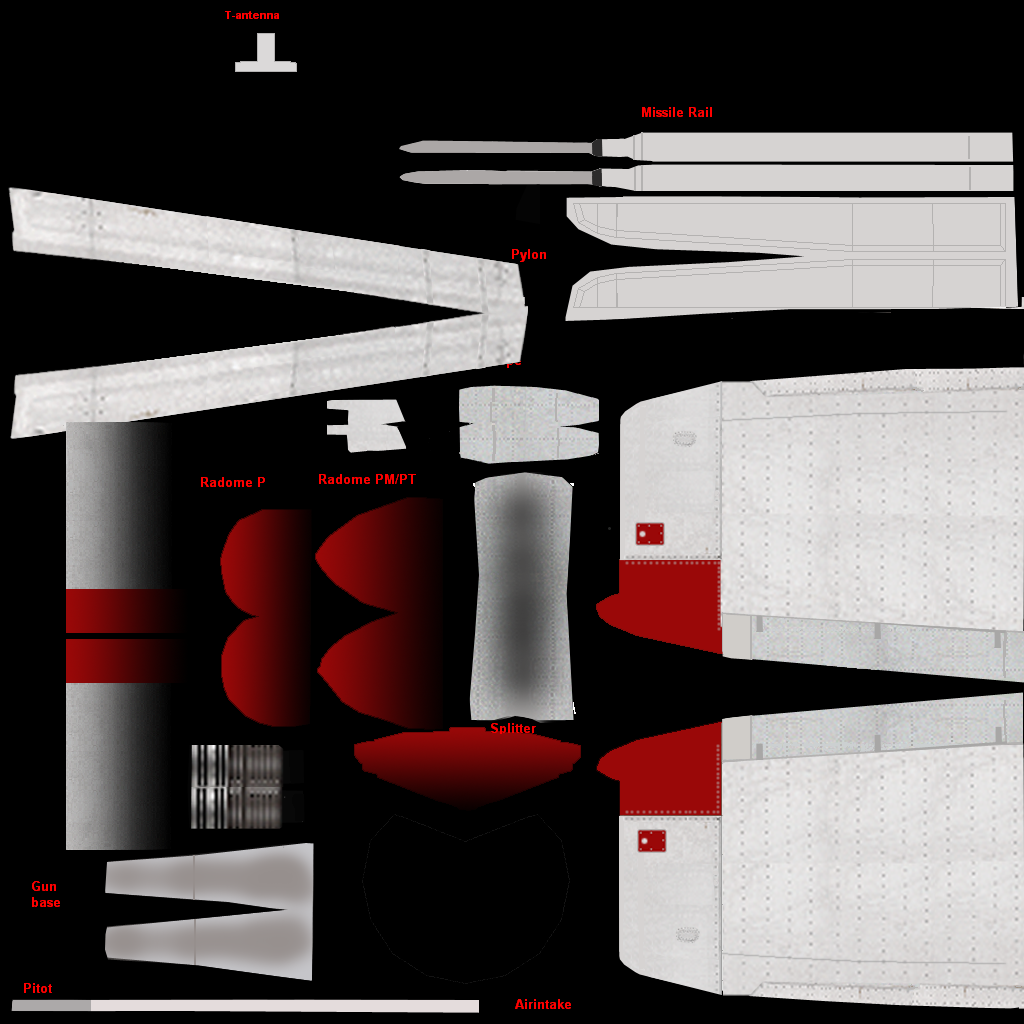 T-antenna
Missile Rail
Pylon
Radome P
Radome PM/PT
Splitter
Gun
base
Pitot
Airintake